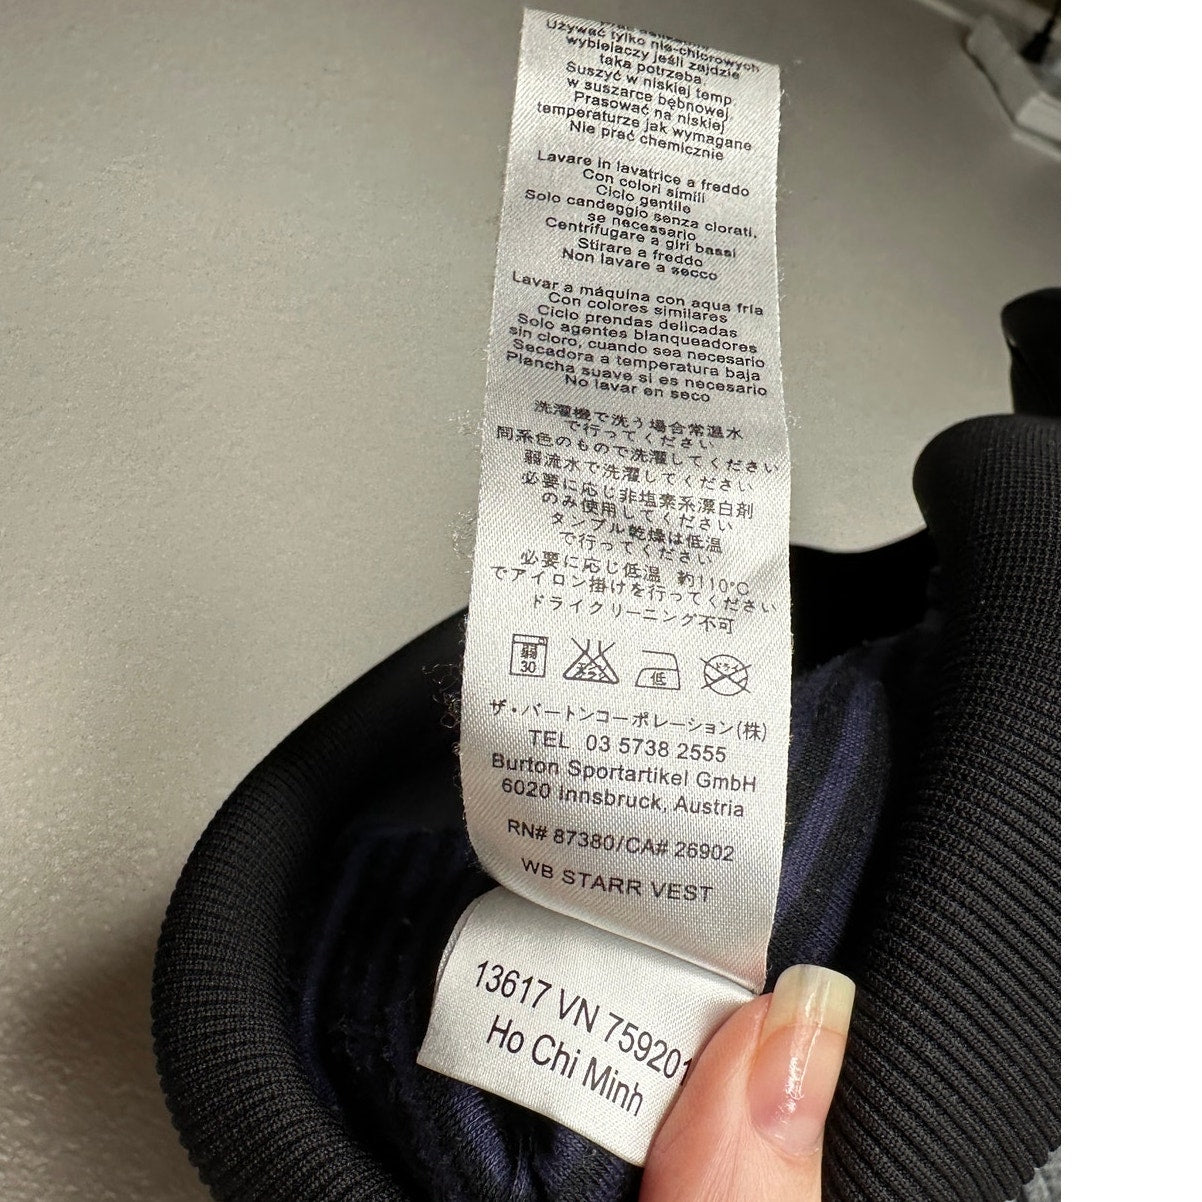 Używać tylko nie-chlorowych
wybielaczy jeśli zajdzie
taka potrzeba
Suszyć w niskiej temp
w suszarce bębnowej
Prasować na niskiej
temperaturze jak wymagane
Nie prać chemicznie
Lavare in lavatrice a freddo
Con colori simili
Ciclo gentile
Solo candeggio senza clorati,
se necessario
Centrifugare a giri bassi
Stirare a freddo
Non lavare a secco
Lavar a máquina con aqua fría
Con colores similares
Ciclo prendas delicadas
Solo agentes blanqueadores
sin cloro, cuando sea necesario
Secadora a temperatura baja
Plancha suave si es necesario
No lavar en seco
洗濯機で洗う場合常温水
で行ってください
同系色のもので洗濯してください
弱流水で洗濯してください
必要に応じ非塩素系漂白剤
のみ使用してください
タンブル乾燥は低温
で行ってください
必要に応じ低温 約110°C
でアイロン掛けを行ってください
ドライクリーニング不可
弱
30
エンソ
サラシ
低
ドライ
ザ・バートンコーポレーション(株)
TEL 03 5738 2555
Burton Sportartikel GmbH
6020 Innsbruck, Austria
RN# 87380/CA# 26902
WB STARR VEST
13617 VN 759201
Ho Chi Minh